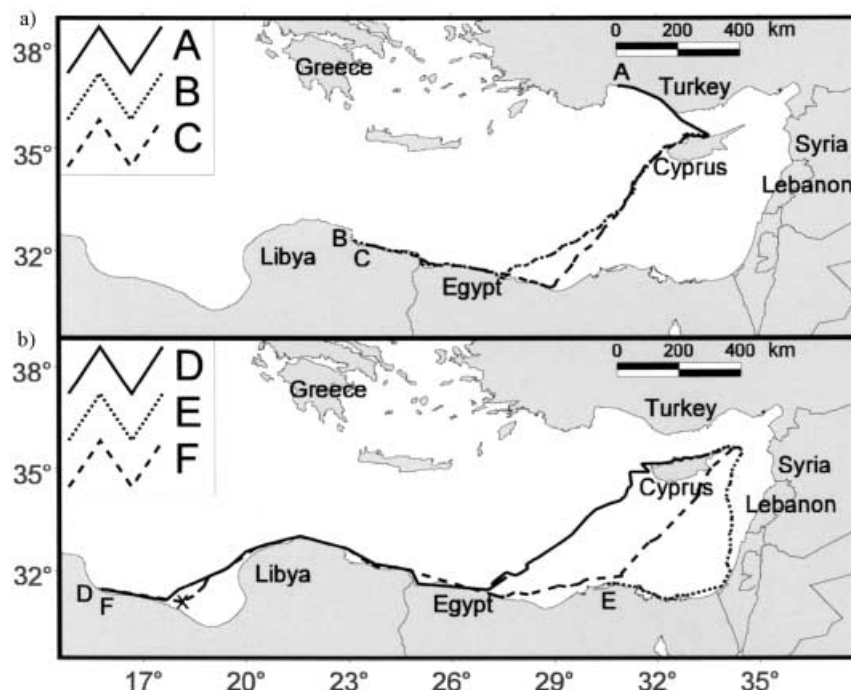 a)
A
B
C
0 200 400 km
38°
35°
32°
Greece
A
Turkey
Syria
Cyprus
Lebanon
B
C
Libya
Egypt
b)
D
E
F
0 200 400 km
38°
35°
32°
Greece
Turkey
Syria
Cyprus
Lebanon
Libya
D
F
x
Egypt
E
17° 20° 23° 26° 29° 32° 35°